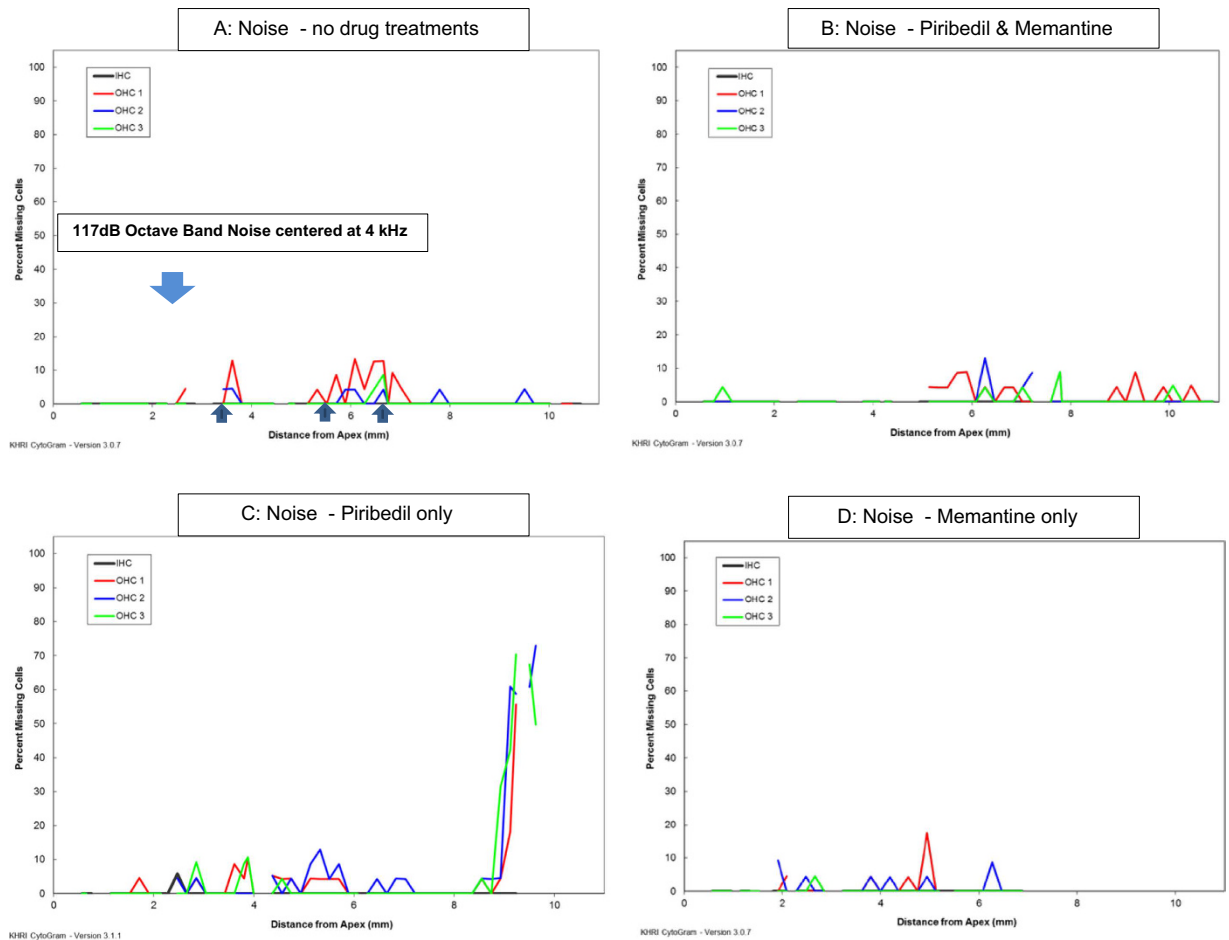 A: Noise - no drug treatments
100
90
80
70
60
50
40
30
20
10
0
Percent Missing Cells
IHC
OHC 1
OHC 2
OHC 3
117dB Octave Band Noise centered at 4 kHz
0 2 4 6 8 10
Distance from Apex (mm)
KHRI CytoGram - Version 3.0.7
B: Noise - Piribedil & Memantine
100
90
80
70
60
50
40
30
20
10
0
Percent Missing Cells
IHC
OHC 1
OHC 2
OHC 3
0 2 4 6 8 10
Distance from Apex (mm)
KHRI CytoGram - Version 3.0.7
C: Noise - Piribedil only
100
90
80
70
60
50
40
30
20
10
0
Percent Missing Cells
IHC
OHC 1
OHC 2
OHC 3
0 2 4 6 8 10
Distance from Apex (mm)
KHRI CytoGram - Version 3.1.1
D: Noise - Memantine only
100
90
80
70
60
50
40
30
20
10
0
Percent Missing Cells
IHC
OHC 1
OHC 2
OHC 3
0 2 4 6 8 10
Distance from Apex (mm)
KHRI CytoGram - Version 3.0.7